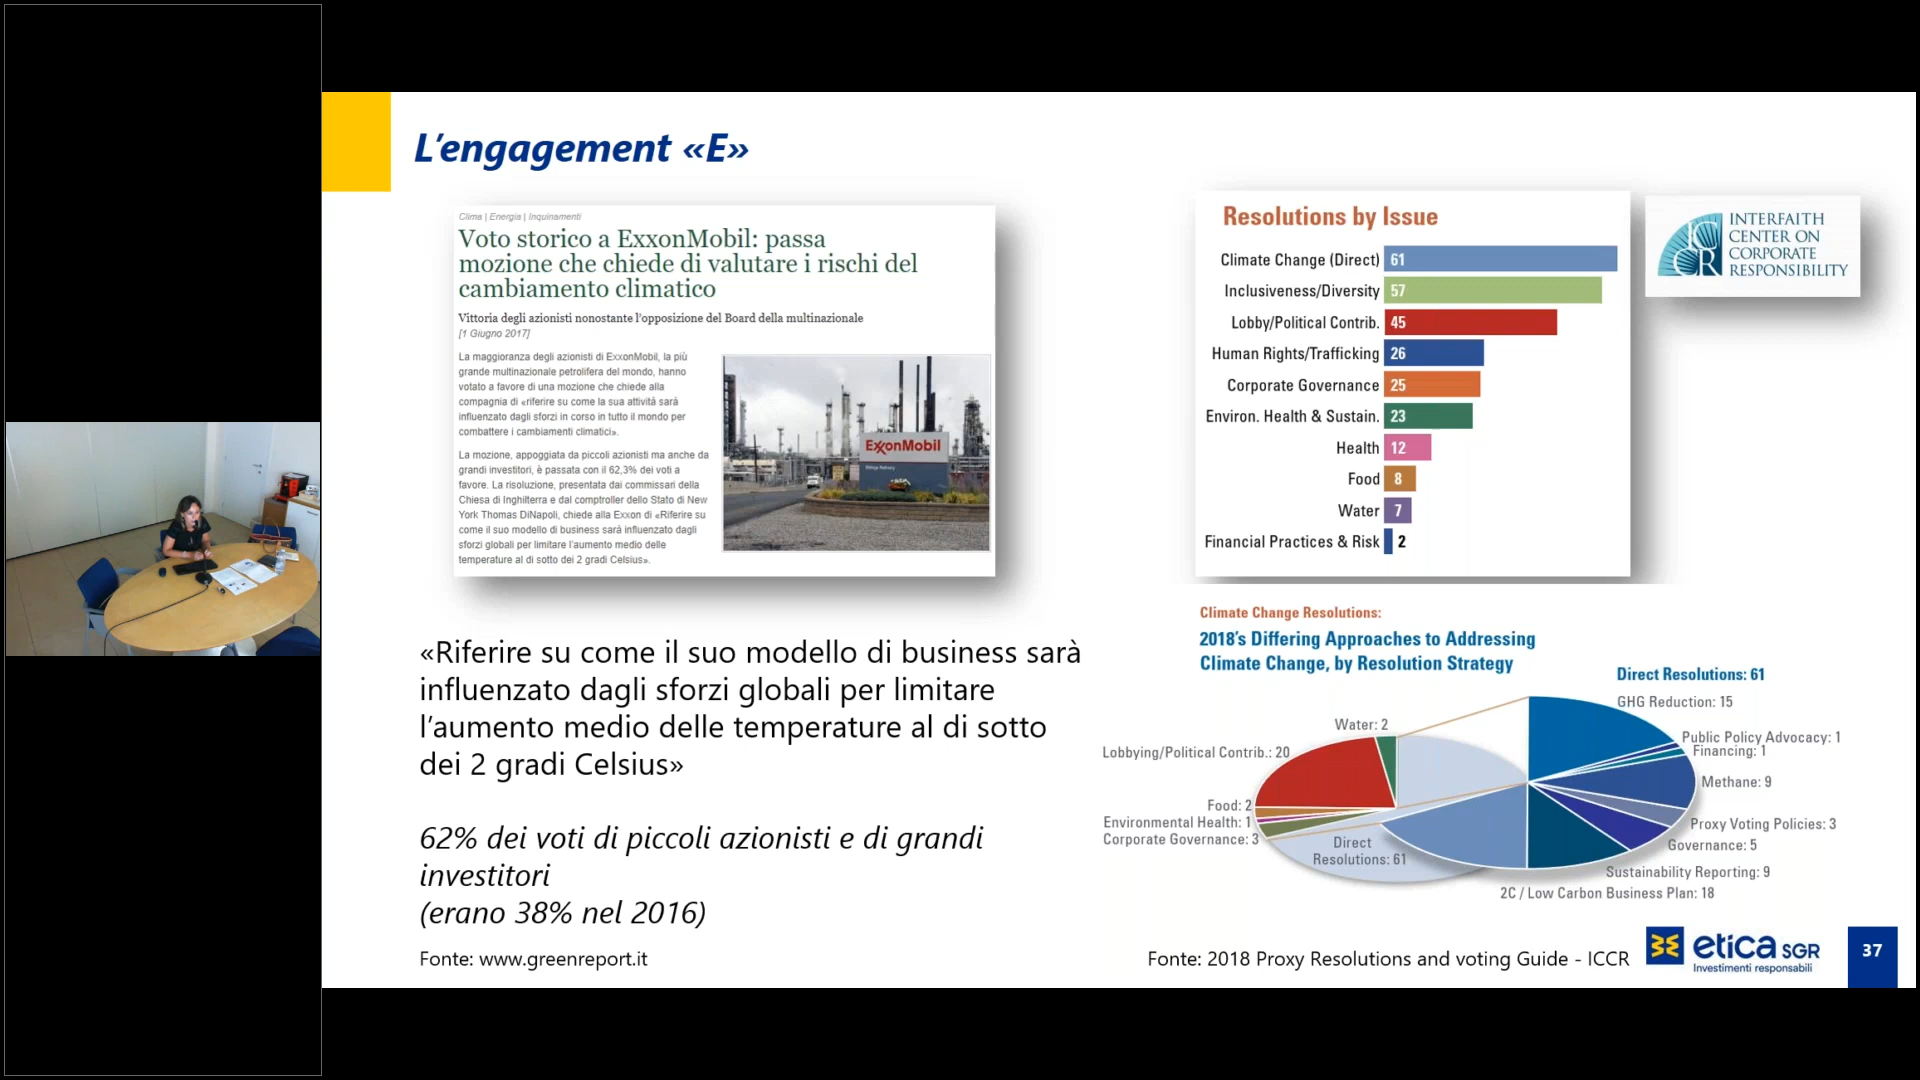 L'engagement «E»
Clima | Energia | Inquinamenti
Voto storico a ExxonMobil: passa
mozione che chiede di valutare i rischi del
cambiamento climatico
Vittoria degli azionisti nonostante l'opposizione del Board della multinazionale
[1 Giugno 2017]
La maggioranza degli azionisti di ExxonMobil, la più
grande multinazionale petrolifera del mondo, hanno
votato a favore di una mozione che chiede alla
compagnia di «riferire su come la sua attività sarà
influenzato dagli sforzi in corso in tutto il mondo per
combattere i cambiamenti climatici».
La mozione, appoggiata da piccoli azionisti ma anche da
grandi investitori, è passata con il 62,3% dei voti a
favore. La risoluzione, presentata dai commissari della
Chiesa di Inghilterra e dal comptroller dello Stato di New
York Thomas DiNapoli, chiede alla Exxon di «Riferire su
come il suo modello di business sarà influenzato dagli
sforzi globali per limitare l'aumento medio delle
temperature al di sotto dei 2 gradi Celsius».
ExxonMobil
«Riferire su come il suo modello di business sarà
influenzato dagli sforzi globali per limitare
l'aumento medio delle temperature al di sotto
dei 2 gradi Celsius»
62% dei voti di piccoli azionisti e di grandi
investitori
(erano 38% nel 2016)
Fonte: www.greenreport.it
Resolutions by Issue
Climate Change (Direct) 61
Inclusiveness/Diversity 57
Lobby/Political Contrib. 45
Human Rights/Trafficking 26
Corporate Governance 25
Environ. Health & Sustain. 23
Health 12
Food 8
Water 7
Financial Practices & Risk 2
ICCR
INTERFAITH
CENTER ON
CORPORATE
RESPONSIBILITY
Climate Change Resolutions:
2018's Differing Approaches to Addressing
Climate Change, by Resolution Strategy
Direct Resolutions: 61
GHG Reduction: 15
Public Policy Advocacy: 1
Financing: 1
Methane: 9
Proxy Voting Policies: 3
Governance: 5
Sustainability Reporting: 9
2C / Low Carbon Business Plan: 18
Water: 2
Lobbying/Political Contrib.: 20
Food: 2
Environmental Health: 1
Corporate Governance: 3
Direct
Resolutions: 61
Fonte: 2018 Proxy Resolutions and voting Guide - ICCR
etica SGR
Investimenti responsabili
37